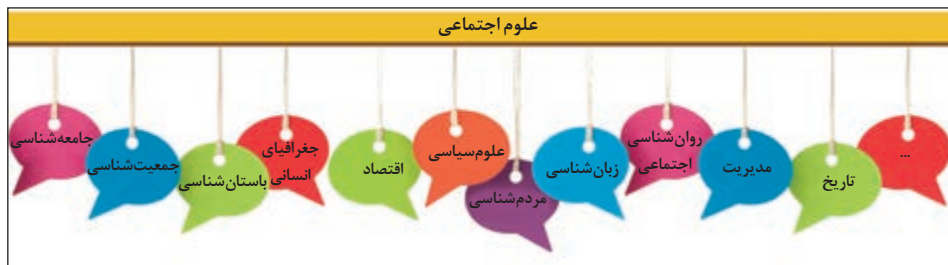 علوم اجتماعی
...
تاریخ
مدیریت
روان‌شناسی
اجتماعی
زبان‌شناسی
مردم‌شناسی
علوم‌سیاسی
اقتصاد
جغرافیای
انسانی
باستان‌شناسی
جمعیت‌شناسی
جامعه‌شناسی